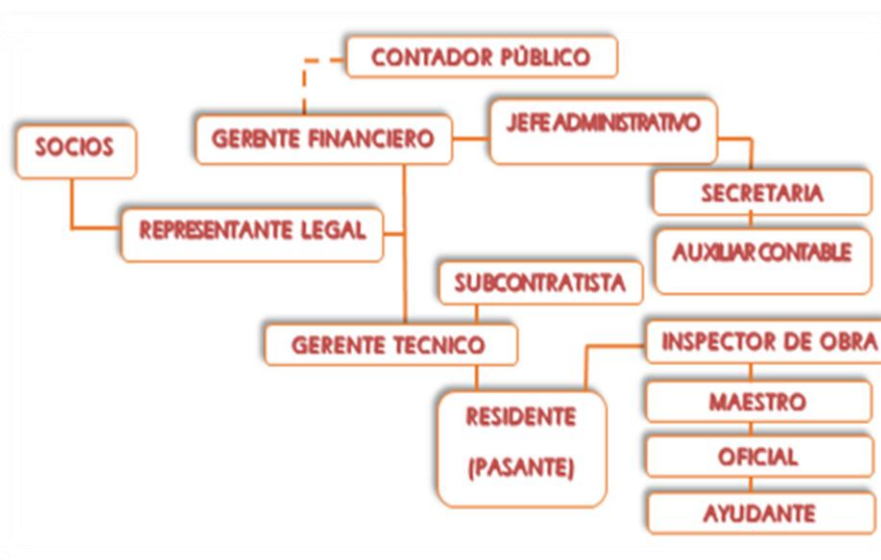 CONTADOR PÚBLICO
JEFE ADMINISTRATIVO
GERENTE FINANCIERO
SOCIOS
SECRETARIA
REPRESENTANTE LEGAL
AUXILIAR CONTABLE
SUBCONTRATISTA
GERENTE TECNICO
INSPECTOR DE OBRA
RESIDENTE
(PASANTE)
MAESTRO
OFICIAL
AYUDANTE